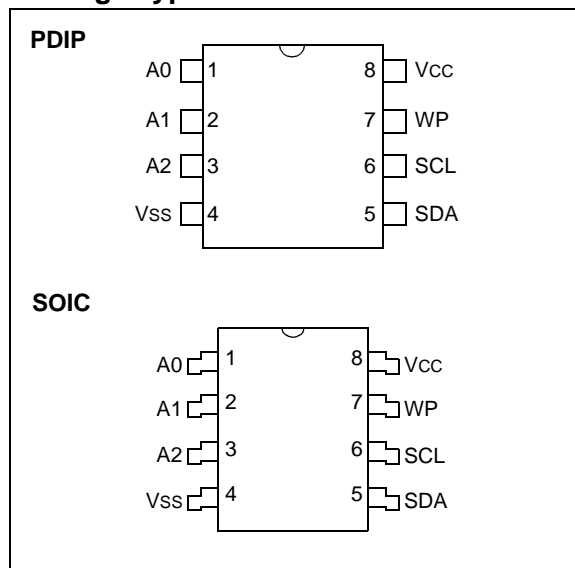 PDIP
A0 1 8 VCC
A1 2 7 WP
A2 3 6 SCL
VSS 4 5 SDA
SOIC
A0 1 8 VCC
A1 2 7 WP
A2 3 6 SCL
VSS 4 5 SDA